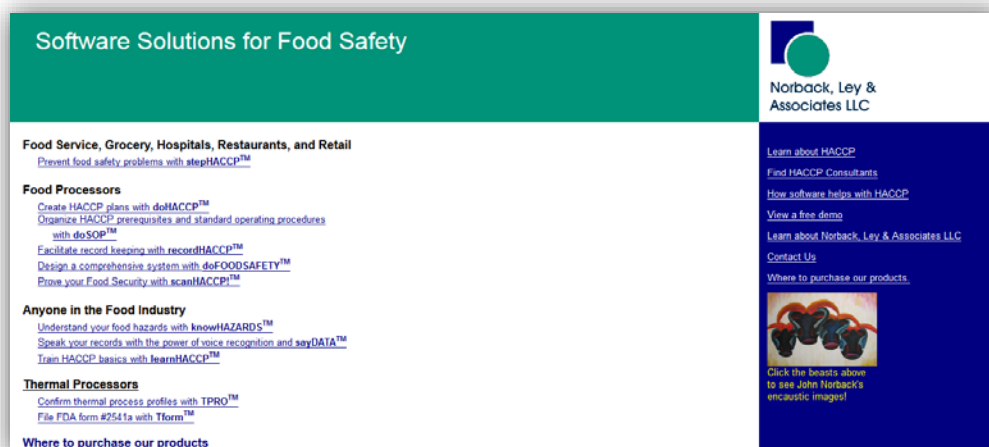 Software Solutions for Food Safety
Norback, Ley &
Associates LLC
Food Service, Grocery, Hospitals, Restaurants, and Retail
Prevent food safety problems with stepHACCP™
Food Processors
Create HACCP plans with doHACCP™
Organize HACCP prerequisites and standard operating procedures
with doSOP™
Facilitate record keeping with recordHACCP™
Design a comprehensive system with doFOODSAFETY™
Prove your Food Security with scanHACCP!™
Anyone in the Food Industry
Understand your food hazards with knowHAZARDS™
Speak your records with the power of voice recognition and sayDATA™
Train HACCP basics with learnHACCP™
Thermal Processors
Confirm thermal process profiles with TPRO™
File FDA form #2541a with Tform™
Where to purchase our products
Learn about HACCP
Find HACCP Consultants
How software helps with HACCP
View a free demo
Learn about Norback, Ley & Associates LLC
Contact Us
Where to purchase our products.
Click the beasts above
to see John Norback's
encaustic images!